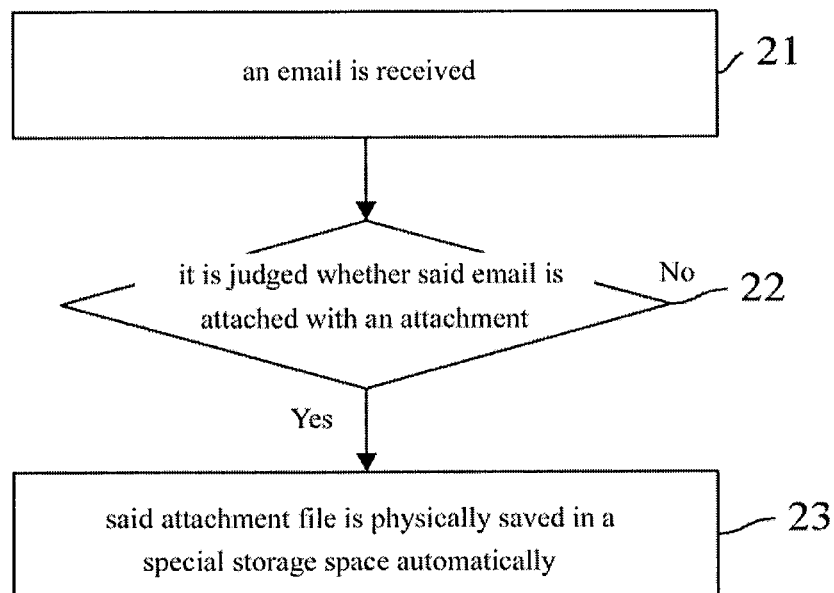 an email is received
21
it is judged whether said email is
attached with an attachment
No
22
Yes
said attachment file is physically saved in a
special storage space automatically
23